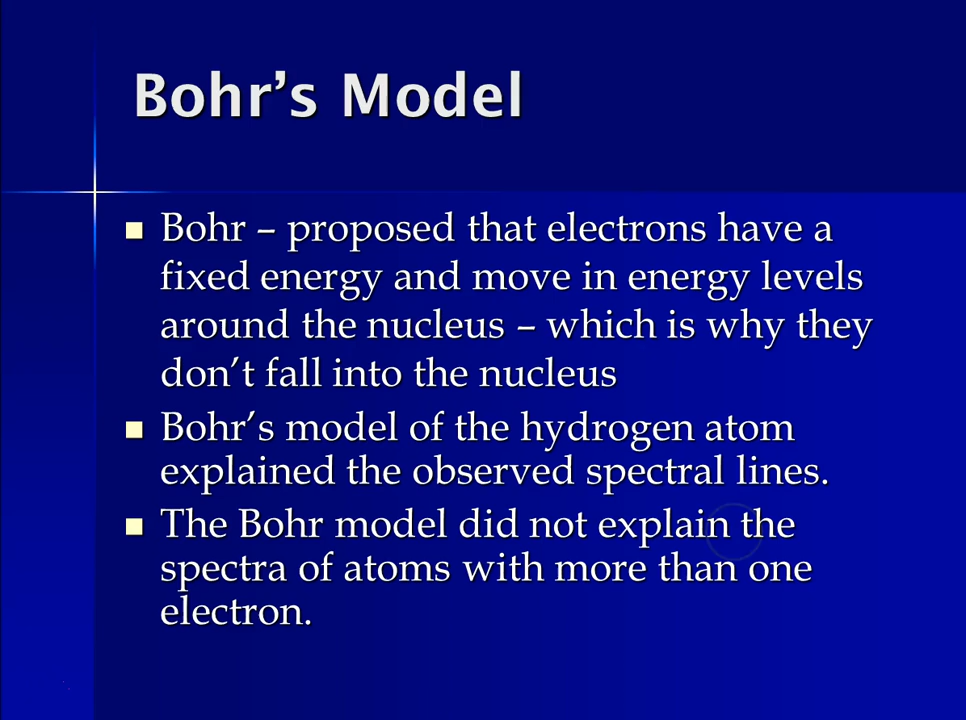 Bohr's Model
■ Bohr – proposed that electrons have a
fixed energy and move in energy levels
around the nucleus – which is why they
don't fall into the nucleus
■ Bohr's model of the hydrogen atom
explained the observed spectral lines.
■ The Bohr model did not explain the
spectra of atoms with more than one
electron.